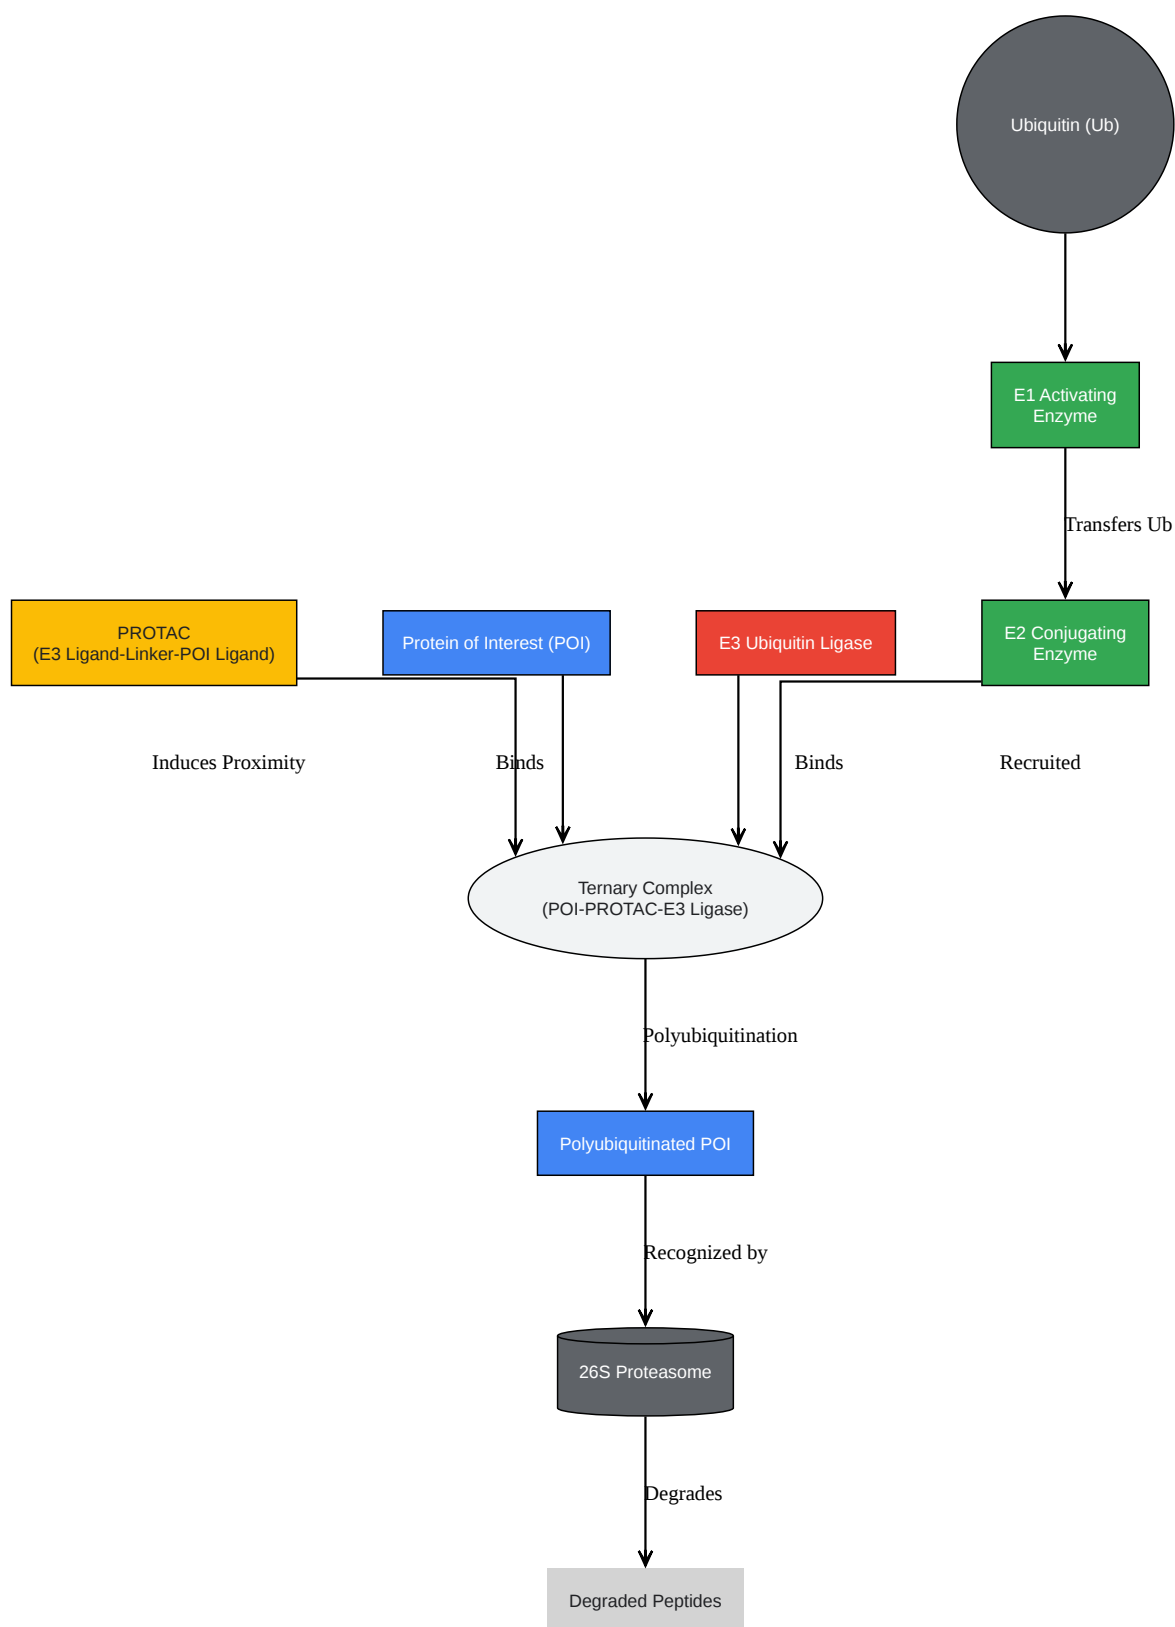 Ubiquitin (Ub)
E1 Activating
Enzyme
Transfers Ub
PROTAC
(E3 Ligand-Linker-POI Ligand)
Protein of Interest (POI)
E3 Ubiquitin Ligase
E2 Conjugating
Enzyme
Induces Proximity
Binds
Binds
Recruited
Ternary Complex
(POI-PROTAC-E3 Ligase)
Polyubiquitination
Polyubiquitinated POI
Recognized by
26S Proteasome
Degrades
Degraded Peptides